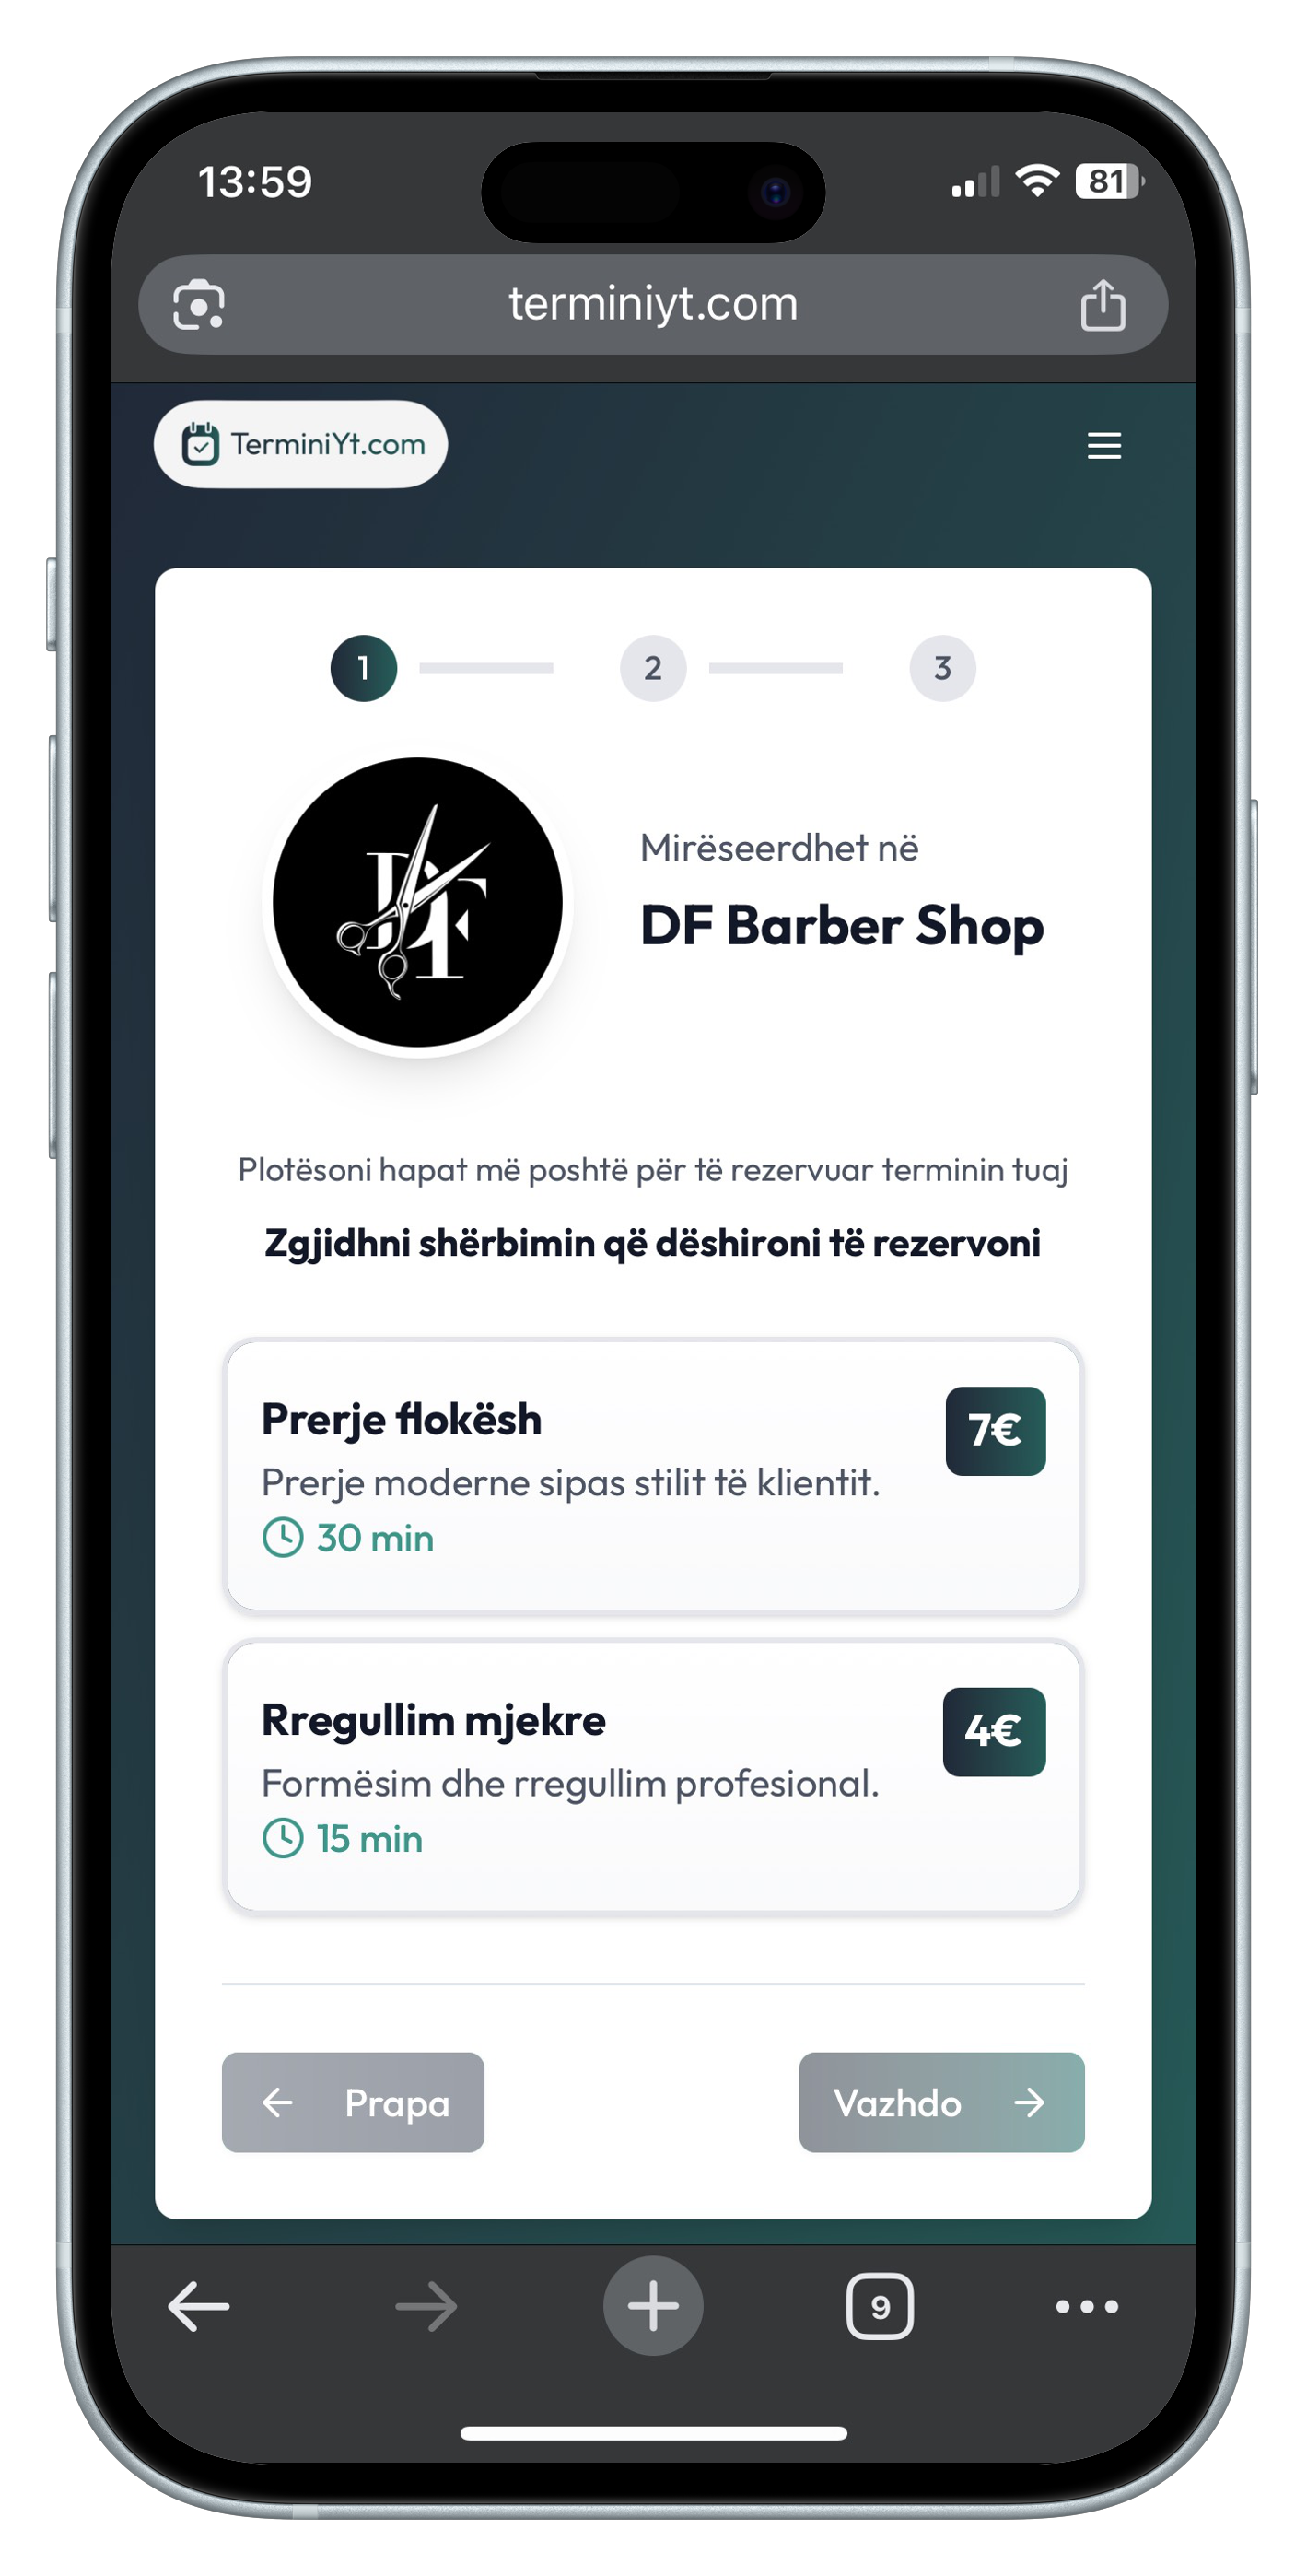 13:59
81
terminiyt.com
TerminiYt.com
1 2 3
DF
Mirëseerdhet në
DF Barber Shop
Plotësoni hapat më poshtë për të rezervuar terminin tuaj
Zgjidhni shërbimin që dëshironi të rezervoni
Prerje flokësh
7€
Prerje moderne sipas stilit të klientit.
30 min
Rregullim mjekre
4€
Formësim dhe rregullim profesional.
15 min
Prapa
Vazhdo
9